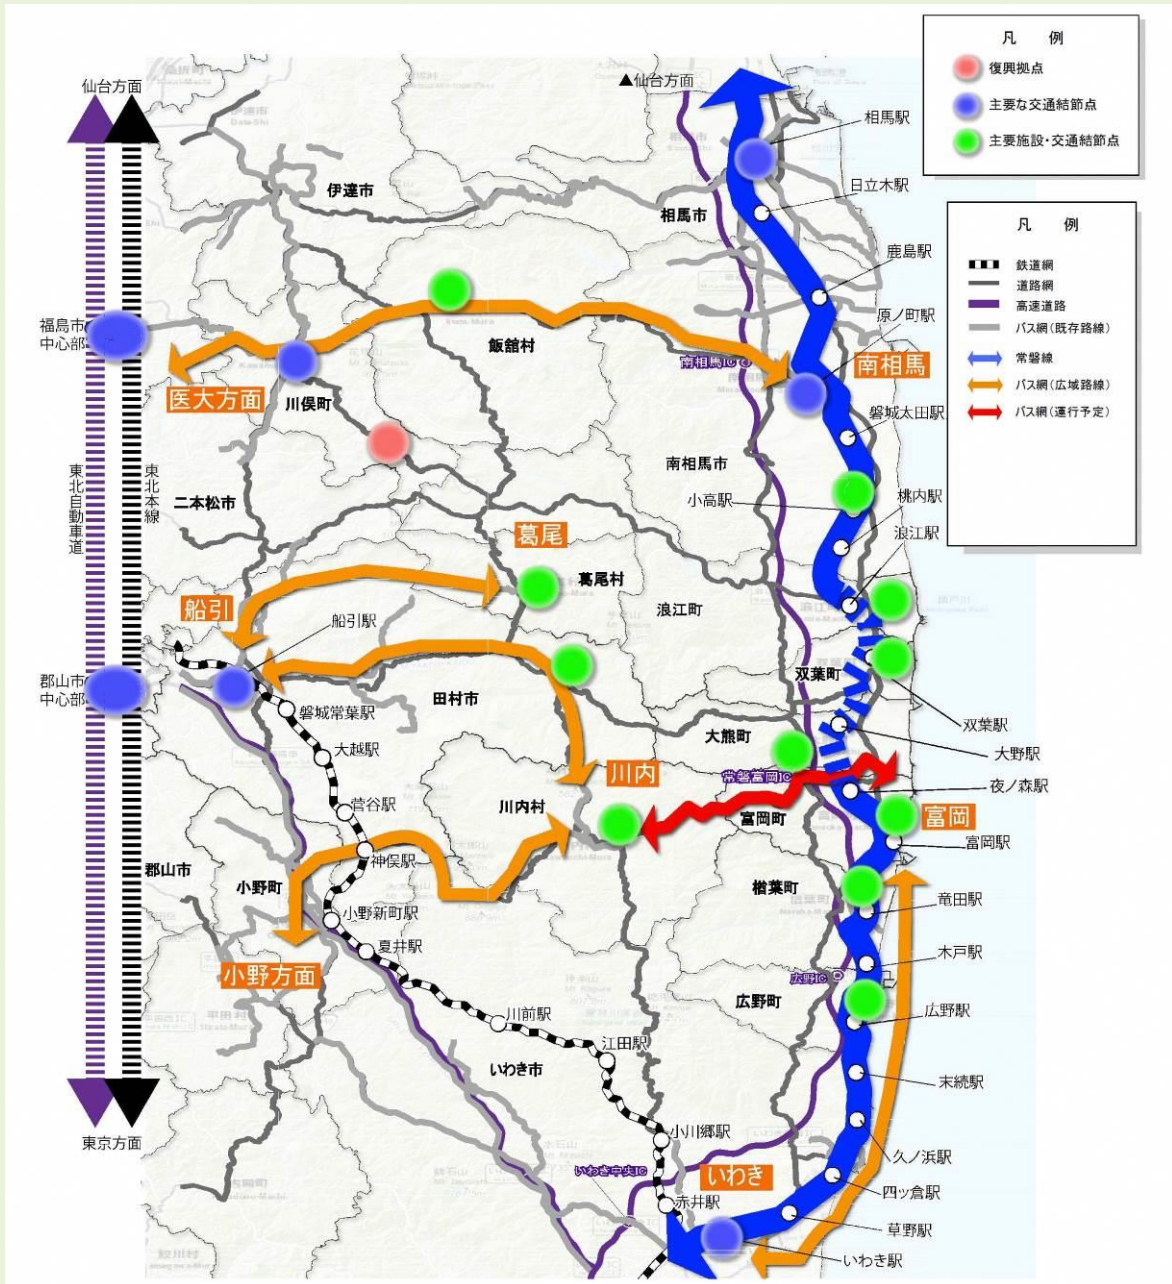 凡 例
復興拠点
主要な交通結節点
主要施設・交通結節点
凡 例
鉄道網
道路網
高速道路
バス網(既存路線)
常磐線
バス網(広域路線)
バス網(運行予定)
仙台方面
▲仙台方面
相馬駅
日立木駅
伊達市
相馬市
鹿島駅
原ノ町駅
福島市
中心部
飯舘村
南相馬IC
南相馬
医大方面
川俣町
磐城太田駅
南相馬市
東北自動車道
東北本線
二本松市
小高駅
桃内駅
浪江駅
葛尾
葛尾村
船引
船引駅
浪江町
郡山市
中心部
双葉町
田村市
磐城常葉駅
双葉駅
大熊町
大野駅
大越駅
川内
常磐富岡IC
夜ノ森駅
菅谷駅
川内村
富岡町
富岡
富岡駅
神俣駅
郡山市
小野町
楢葉町
竜田駅
小野新町駅
夏井駅
木戸駅
小野方面
広野IC
広野町
広野駅
川前駅
江田駅
いわき市
末続駅
小川郷駅
東京方面
久ノ浜駅
いわき中央IC
いわき
四ッ倉駅
赤井駅
草野駅
いわき駅